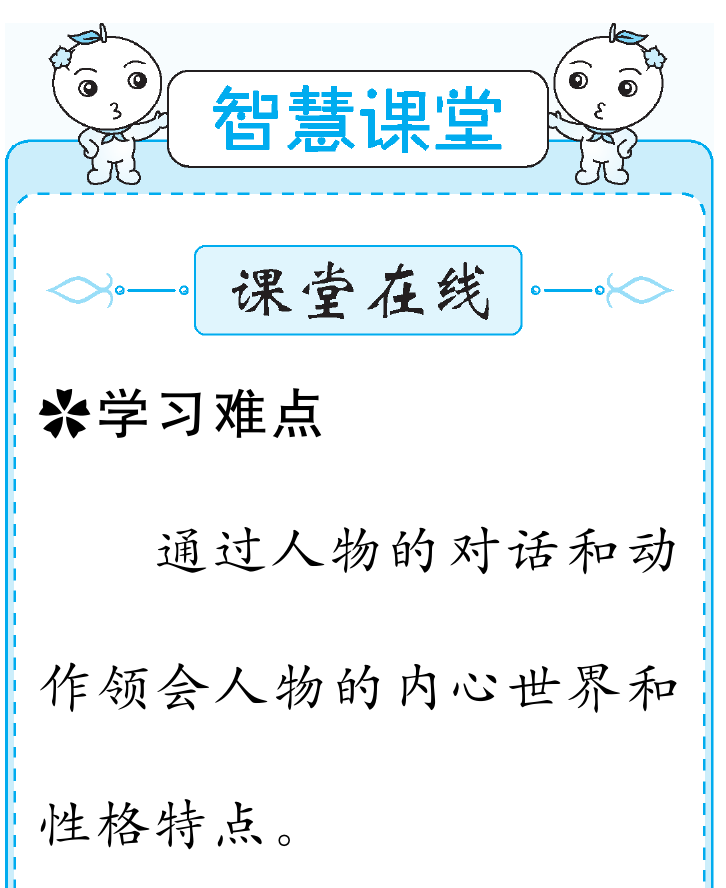 智慧课堂
课堂在线
学习难点
通过人物的对话和动
作领会人物的内心世界和
性格特点。